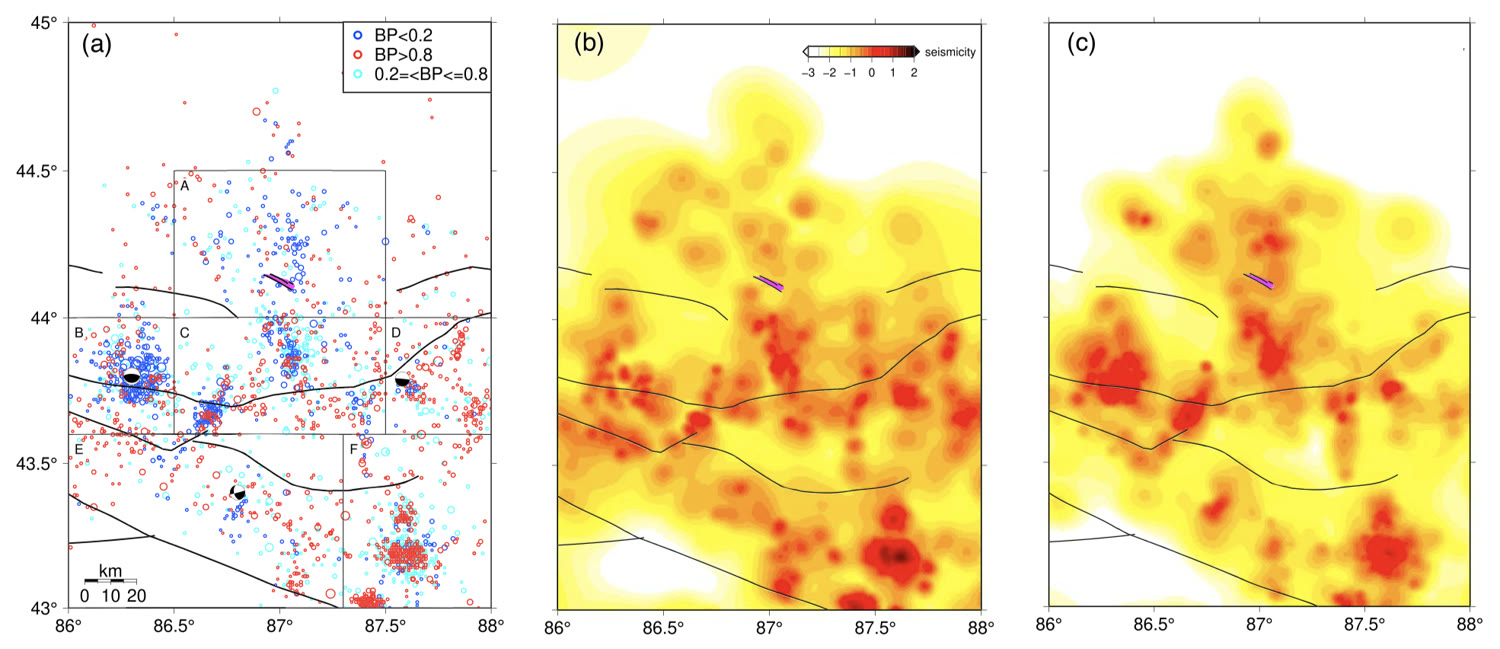 (a)
BP<0.2
BP>0.8
0.2=<BP<=0.8
45°
44.5°
44°
43.5°
43°
A
B
C
D
E
F
km
0 10 20
86° 86.5° 87° 87.5° 88°
(b)
seismicity
−3 −2 −1 0 1 2
86° 86.5° 87° 87.5° 88°
(c)
86° 86.5° 87° 87.5° 88°